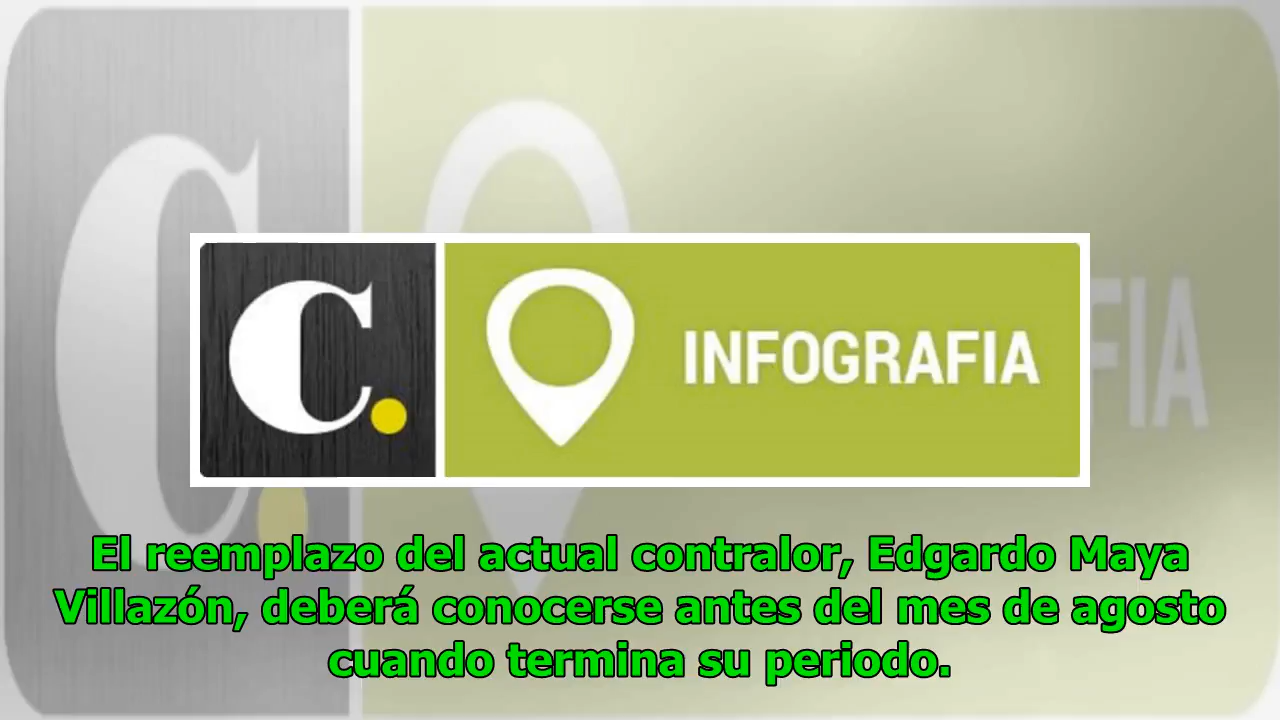 C.
INFOGRAFIA
El reemplazo del actual contralor, Edgardo Maya
Villazón, deberá conocerse antes del mes de agosto
cuando termina su periodo.